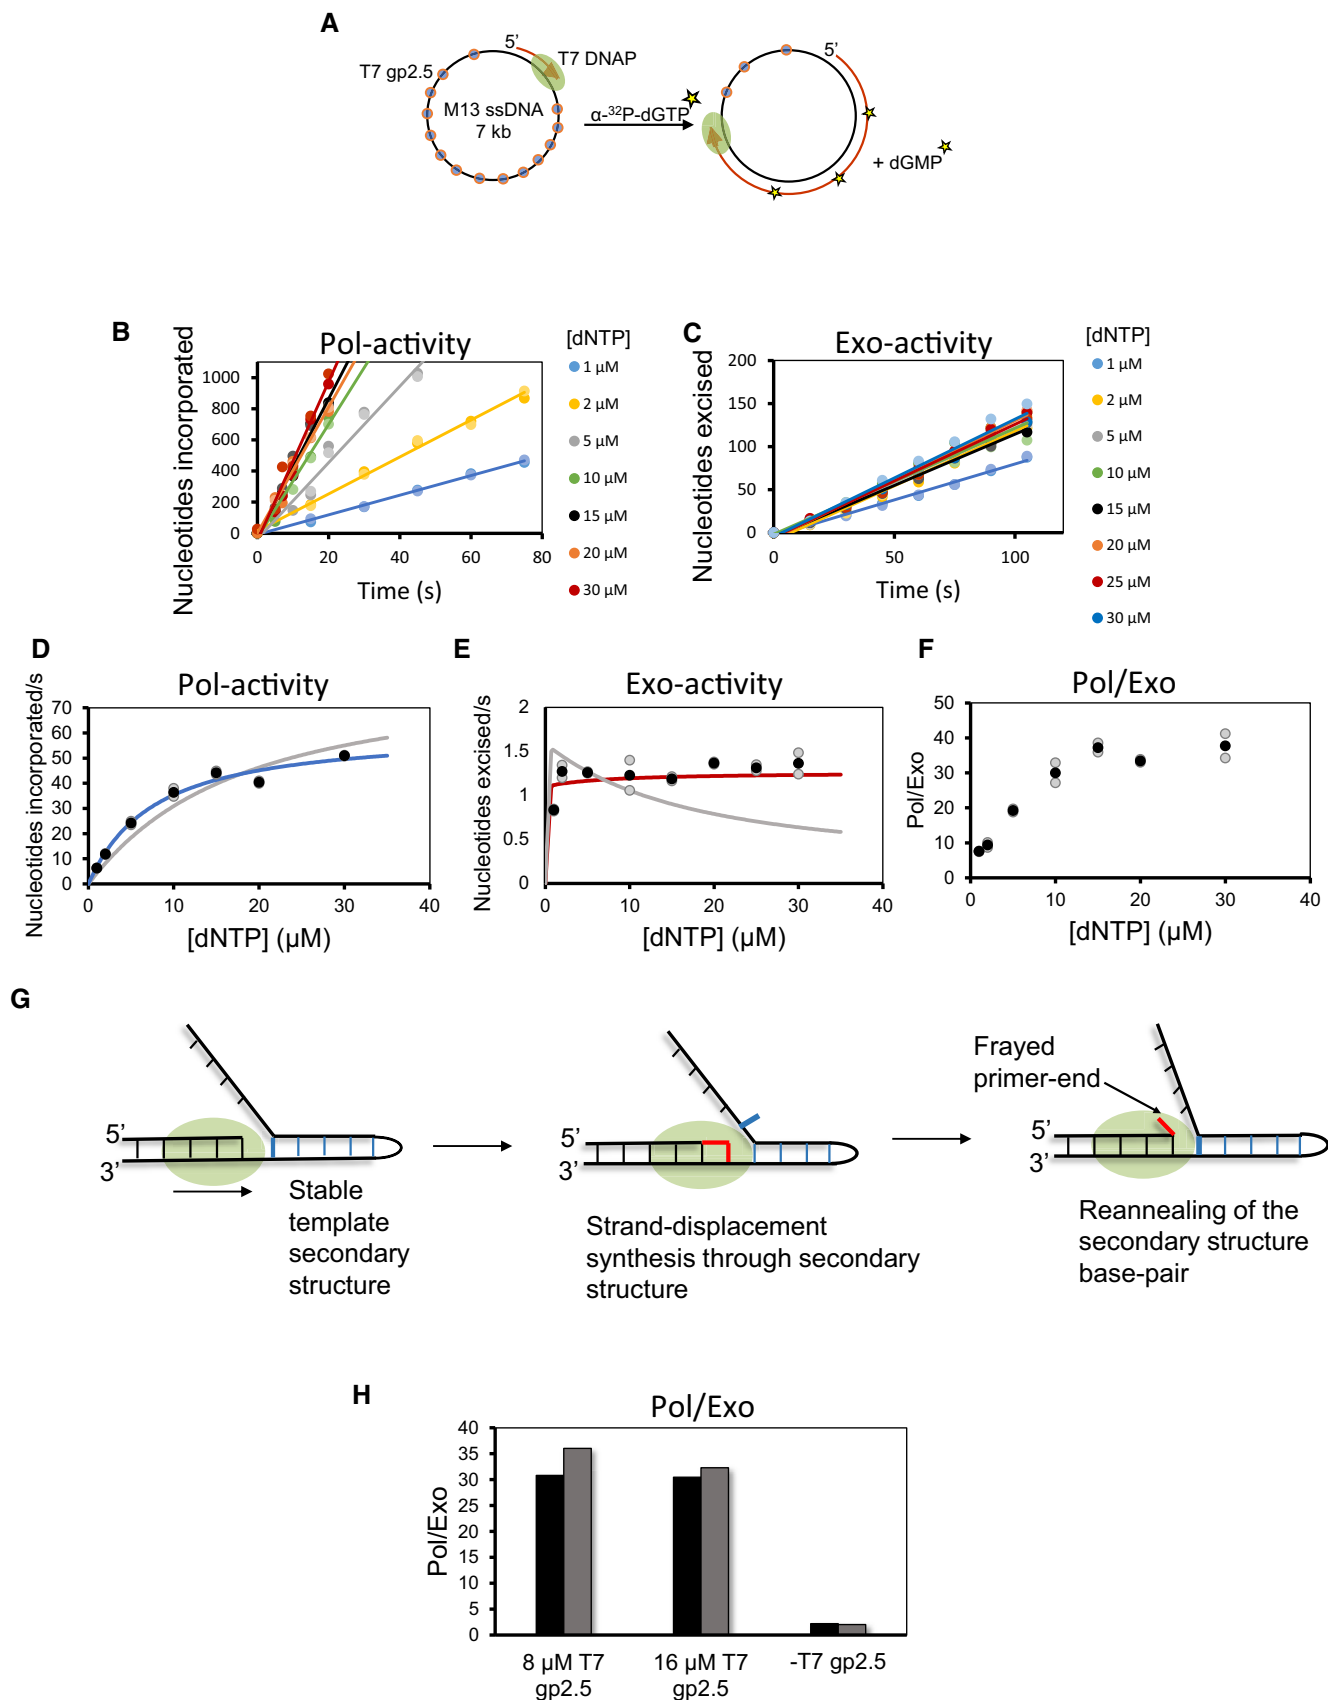 A
5'
T7 DNAP
T7 gp2.5
M13 ssDNA
7 kb
α-³²P-dGTP
5'
+ dGMP
B
Pol-activity
Nucleotides incorporated
1000
800
600
400
200
0
0 20 40 60 80
Time (s)
[dNTP]
1 µM
2 µM
5 µM
10 µM
15 µM
20 µM
30 µM
C
Exo-activity
Nucleotides excised
200
150
100
50
0
0 50 100
Time (s)
[dNTP]
1 µM
2 µM
5 µM
10 µM
15 µM
20 µM
25 µM
30 µM
D
Pol-activity
Nucleotides incorporated/s
70
60
50
40
30
20
10
0
0 10 20 30 40
[dNTP] (µM)
E
Exo-activity
Nucleotides excised/s
2
1.5
1
0.5
0
0 10 20 30 40
[dNTP] (µM)
F
Pol/Exo
Pol/Exo
50
40
30
20
10
0
0 10 20 30 40
[dNTP] (µM)
G
5'
3'
Stable
template
secondary
structure
5'
3'
Strand-displacement
synthesis through secondary
structure
Frayed
primer-end
5'
3'
Reannealing of the
secondary structure
base-pair
H
Pol/Exo
Pol/Exo
40
35
30
25
20
15
10
5
0
8 µM T7
gp2.5
16 µM T7
gp2.5
-T7 gp2.5